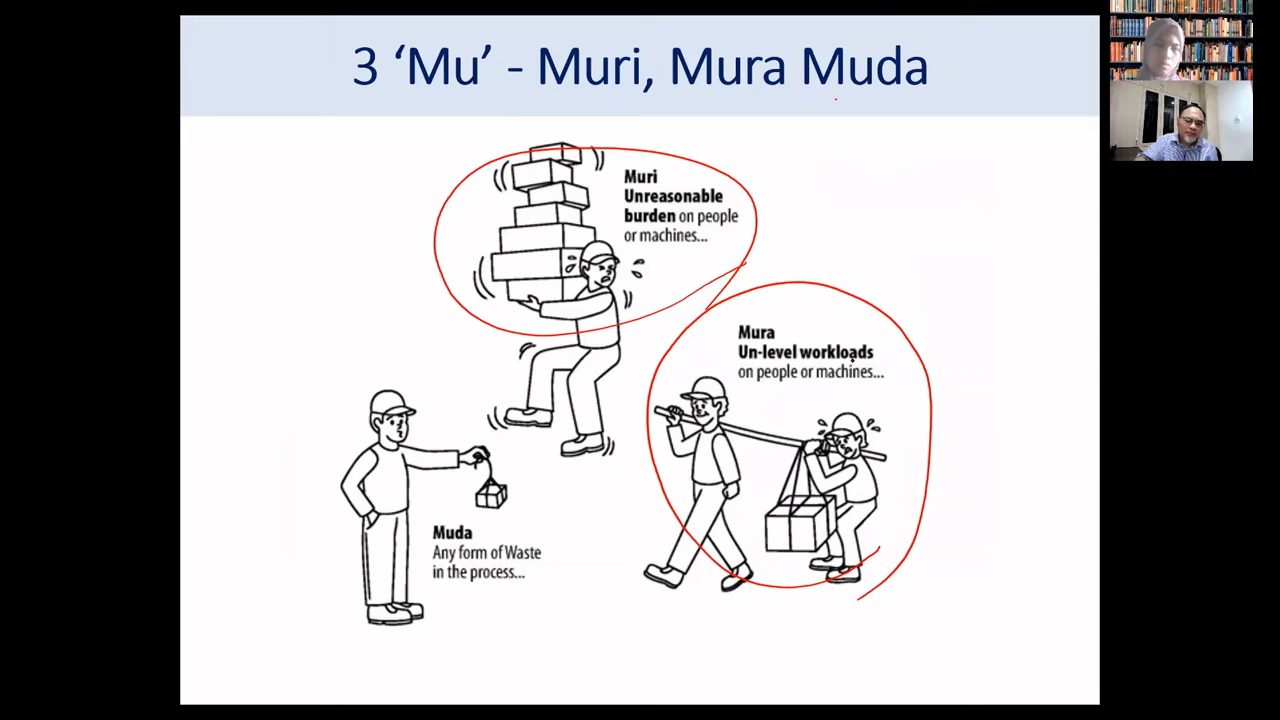 3 ‘Mu’ - Muri, Mura Muda
Muri
Unreasonable
burden on people
or machines...
Mura
Un-level workloads
on people or machines...
Muda
Any form of Waste
in the process...